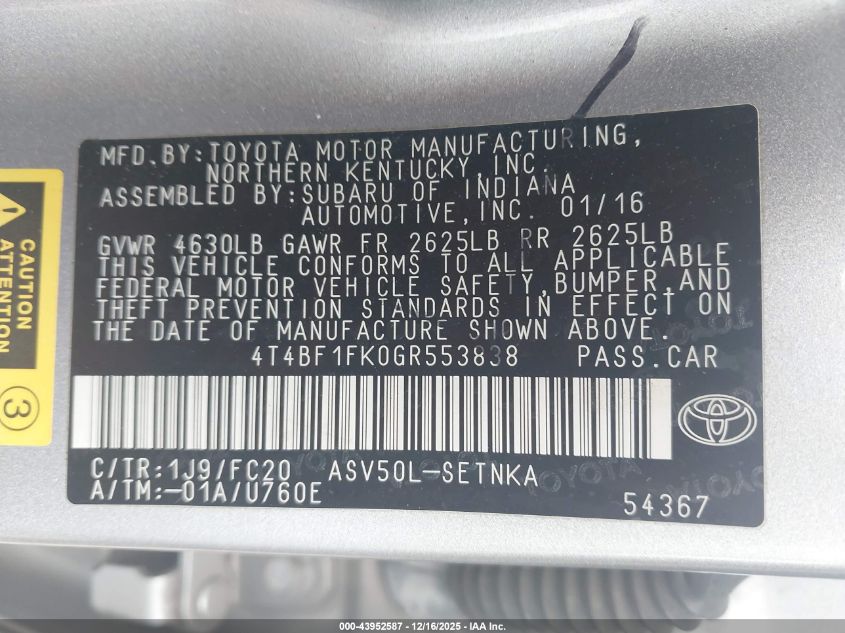 MFD. BY: TOYOTA MOTOR MANUFACTURING,
NORTHERN KENTUCKY, INC.
ASSEMBLED BY: SUBARU OF INDIANA
AUTOMOTIVE, INC. 01/16
GVWR 4630LB GAWR FR 2625LB RR 2625LB
THIS VEHICLE CONFORMS TO ALL APPLICABLE
FEDERAL MOTOR VEHICLE SAFETY, BUMPER, AND
THEFT PREVENTION STANDARDS IN EFFECT ON
THE DATE OF MANUFACTURE SHOWN ABOVE.
4T4BF1FK0GR553838 PASS. CAR
C/TR: 1J9/FC20 ASV50L-SETNKA
A/TM: -01A/U760E
54367
CAUTION
ATTENTION
3
TOYOTA
TOYOTA
000-43952587 - 12/16/2025 - IAA Inc.